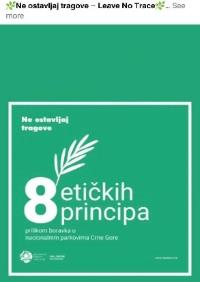 🌿Ne ostavljaj tragove – Leave No Trace🌿... See
more
Ne ostavljaj
tragove
8 etičkih
principa
prilikom boravka u
nacionalnim parkovima Crne Gore